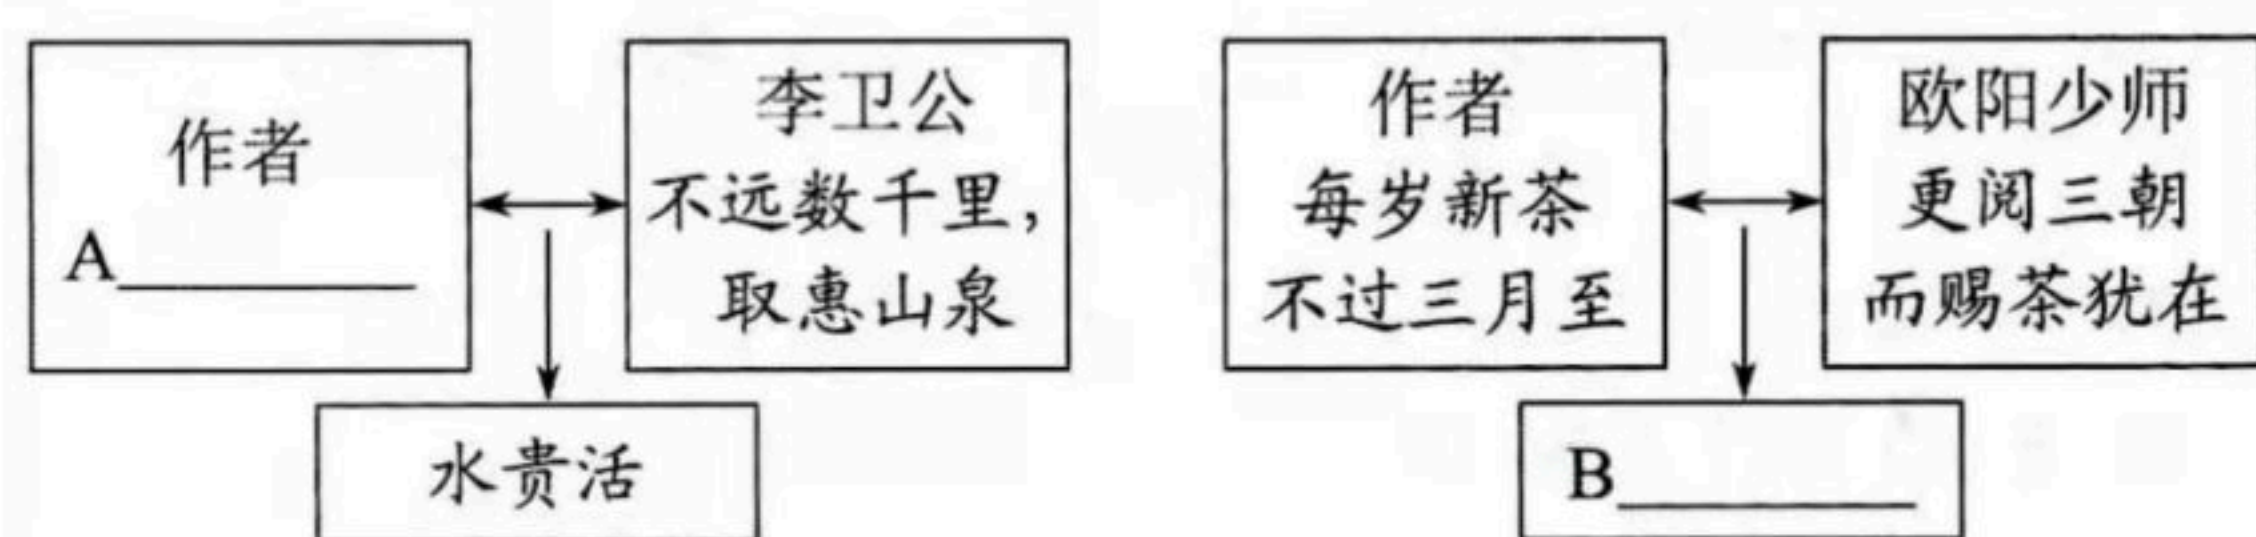 作者
A
李卫公
不远数千里，
取惠山泉
水贵活
作者
每岁新茶
不过三月至
欧阳少师
更阅三朝
而赐茶犹在
B